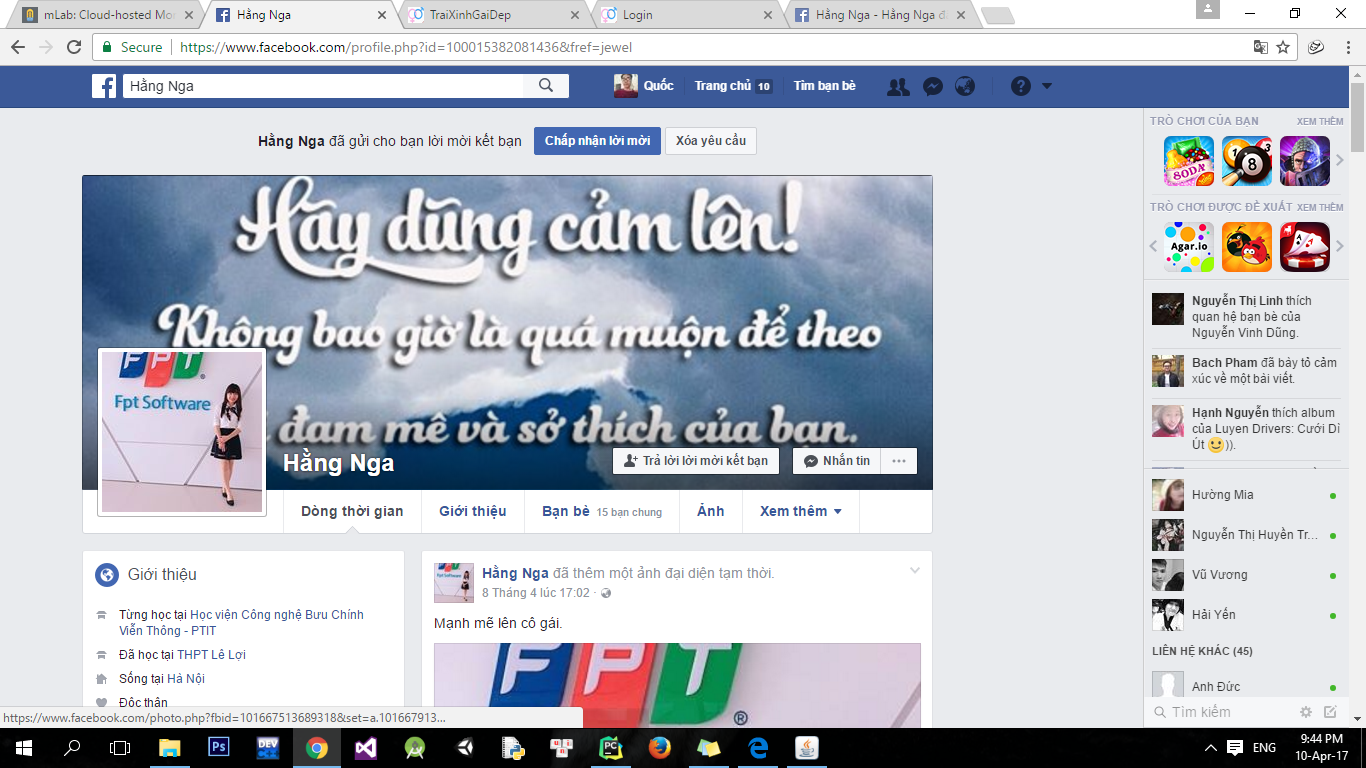 mLab: Cloud-hosted Mo
Hằng Nga
TraiXinhGaiDep
Login
Hằng Nga - Hằng Nga đ
Secure
https://www.facebook.com/profile.php?id=100015382081436&fref=jewel
Hằng Nga
Quốc
Trang chủ 10
Tìm bạn bè
Hằng Nga đã gửi cho bạn lời mời kết bạn
Chấp nhận lời mời
Xóa yêu cầu
Hãy dũng cảm lên!
Không bao giờ là quá muộn để theo
đam mê và sở thích của bạn.
FPT
Fpt Software
Hằng Nga
Trả lời lời mời kết bạn
Nhắn tin
Dòng thời gian
Giới thiệu
Bạn bè 15 bạn chung
Ảnh
Xem thêm
Giới thiệu
Từng học tại Học viện Công nghệ Bưu Chính
Viễn Thông - PTIT
Đã học tại THPT Lê Lợi
Sống tại Hà Nội
Độc thân
Hằng Nga đã thêm một ảnh đại diện tạm thời.
8 Tháng 4 lúc 17:02 ·
Mạnh mẽ lên cô gái.
FPT
®
TRÒ CHƠI CỦA BẠN
XEM THÊM
SODA
8
TRÒ CHƠI ĐƯỢC ĐỀ XUẤT
XEM THÊM
Agar.io
Nguyễn Thị Linh thích
quan hệ bạn bè của
Nguyễn Vinh Dũng.
Bach Pham đã bày tỏ cảm
xúc về một bài viết.
Hạnh Nguyễn thích album
của Luyen Drivers: Cưới Dì
Út )).
Hường Mia
Nguyễn Thị Huyền Tr...
Vũ Vương
Hải Yến
LIÊN HỆ KHÁC (45)
Anh Đức
Tìm kiếm
https://www.facebook.com/photo.php?fbid=101667513689318&set=a.101667913...
Ps
DEV
PC
ENG
9:44 PM
10-Apr-17